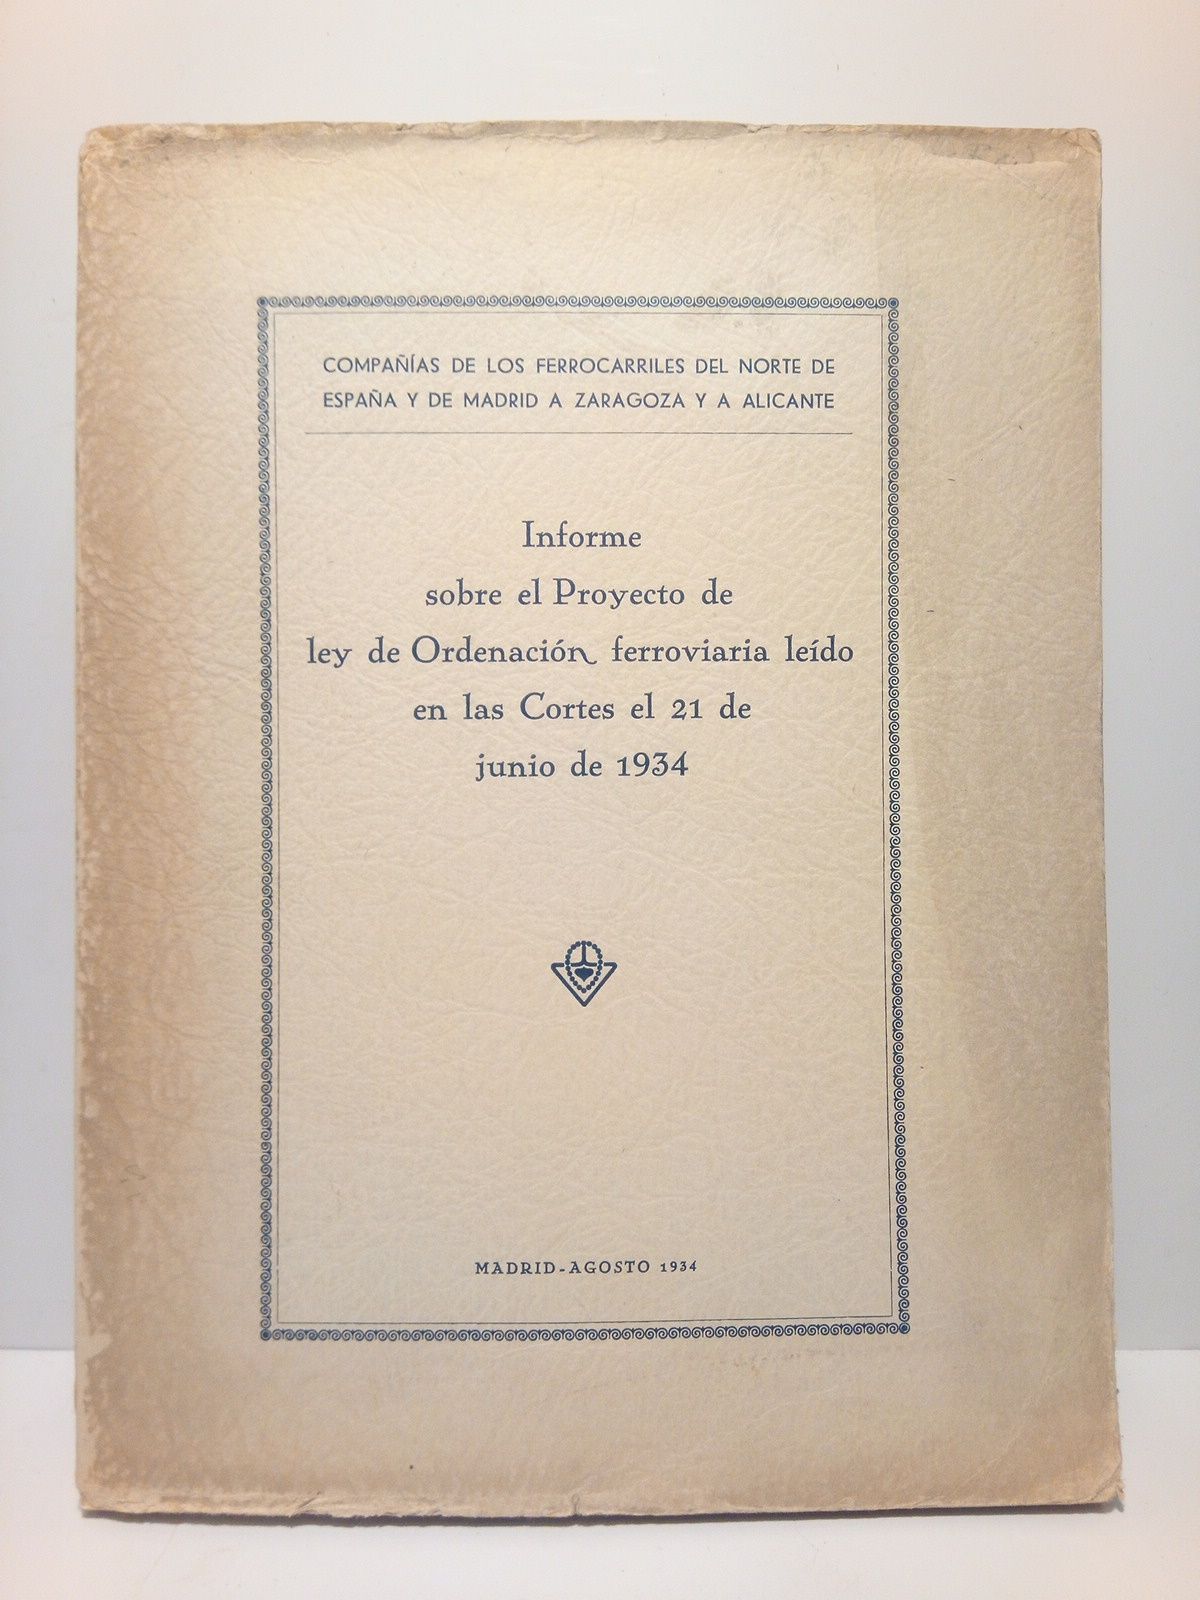 COMPAÑÍAS DE LOS FERROCARRILES DEL NORTE DE
ESPAÑA Y DE MADRID A ZARAGOZA Y A ALICANTE
Informe
sobre el Proyecto de
ley de Ordenación ferroviaria leído
en las Cortes el 21 de
junio de 1934
MADRID-AGOSTO 1934